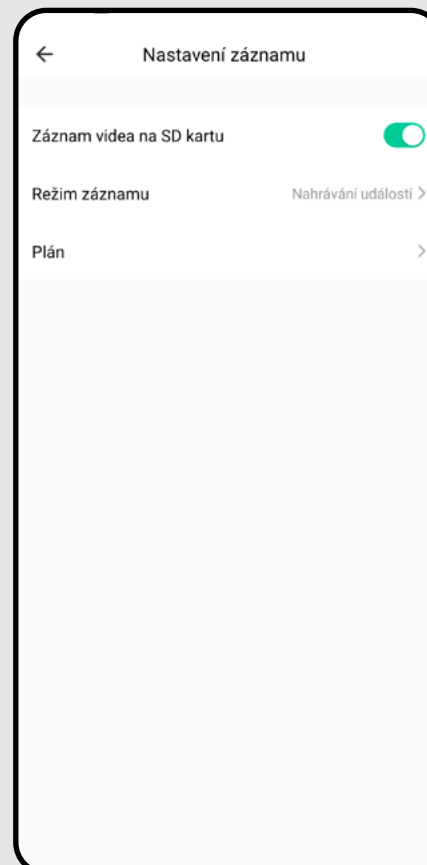 Nastavení záznamu
Záznam videa na SD kartu
Režim záznamu Nahrávání události
Plán